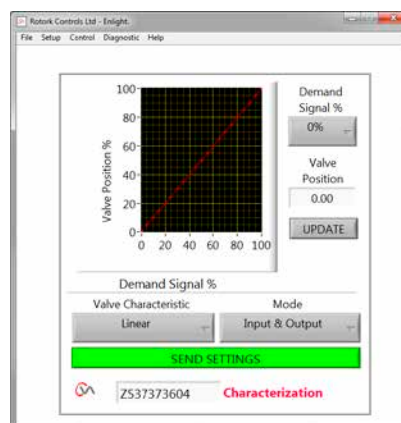 Rotork Controls Ltd - Enlight.
File Setup Control Diagnostic Help
Demand
Signal %
0%
Valve
Position
0.00
UPDATE
Valve Position %
100
80
60
40
20
0
0 20 40 60 80 100
Demand Signal %
Valve Characteristic Mode
Linear Input & Output
SEND SETTINGS
ZS37373604 Characterization